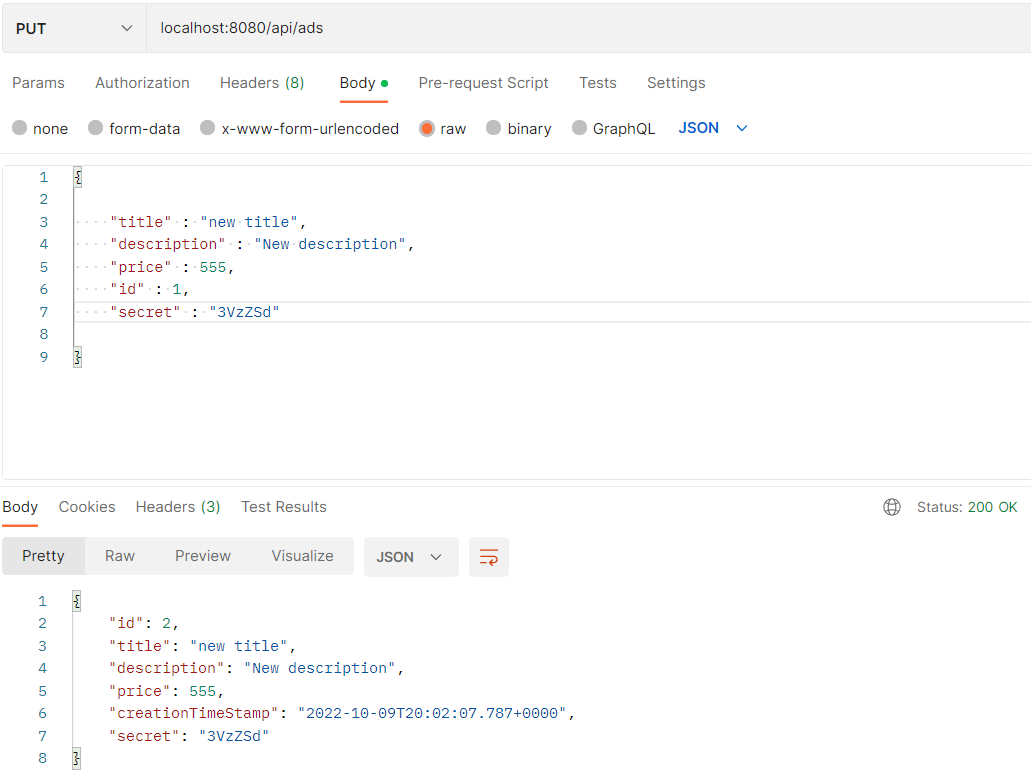 PUT localhost:8080/api/ads
Params Authorization Headers (8) Body Pre-request Script Tests Settings
none form-data x-www-form-urlencoded raw binary GraphQL JSON
1 {
2
3 "title" : "new title",
4 "description" : "New description",
5 "price" : 555,
6 "id" : 1,
7 "secret" : "3VzZSd"
8
9 }
Body Cookies Headers (3) Test Results Status: 200 OK
Pretty Raw Preview Visualize JSON
1 {
2 "id": 2,
3 "title": "new title",
4 "description": "New description",
5 "price": 555,
6 "creationTimeStamp": "2022-10-09T20:02:07.787+0000",
7 "secret": "3VzZSd"
8 }